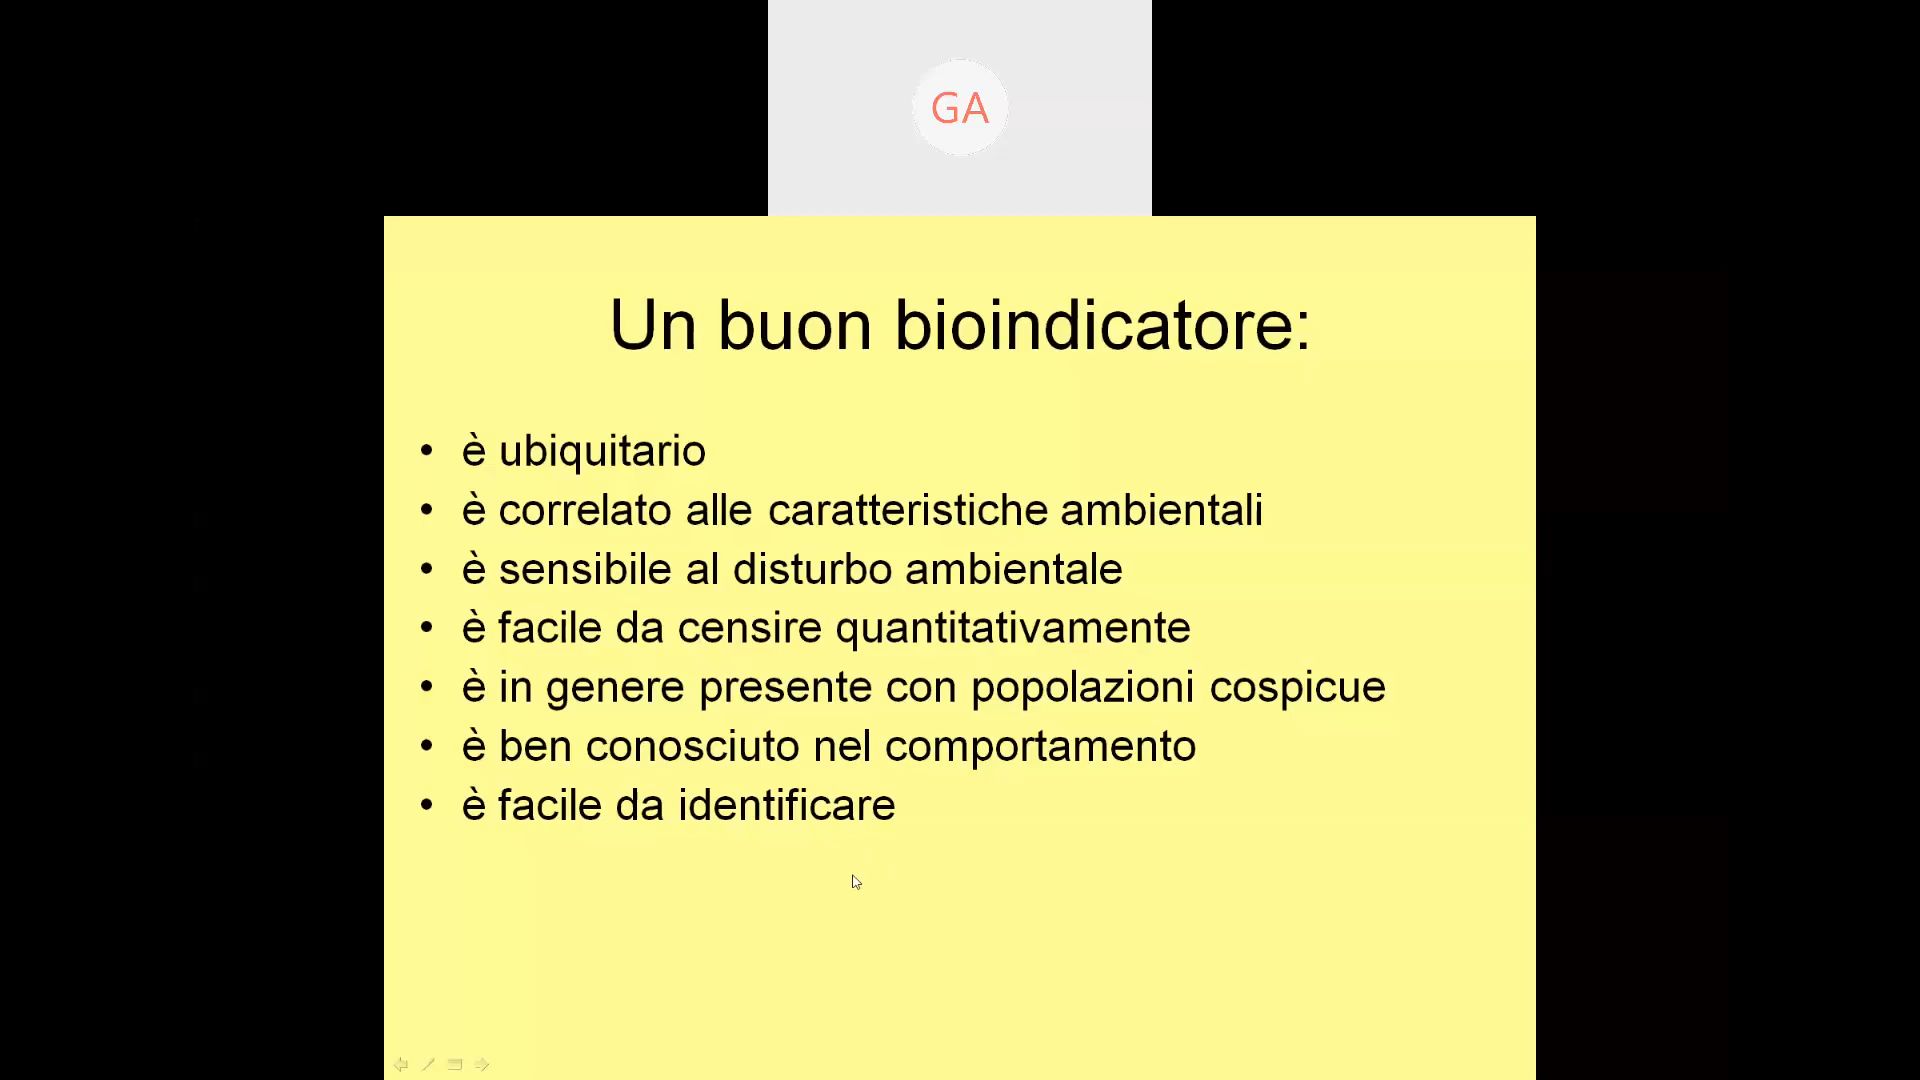 GA
Un buon bioindicatore:
• è ubiquitario
• è correlato alle caratteristiche ambientali
• è sensibile al disturbo ambientale
• è facile da censire quantitativamente
• è in genere presente con popolazioni cospicue
• è ben conosciuto nel comportamento
• è facile da identificare